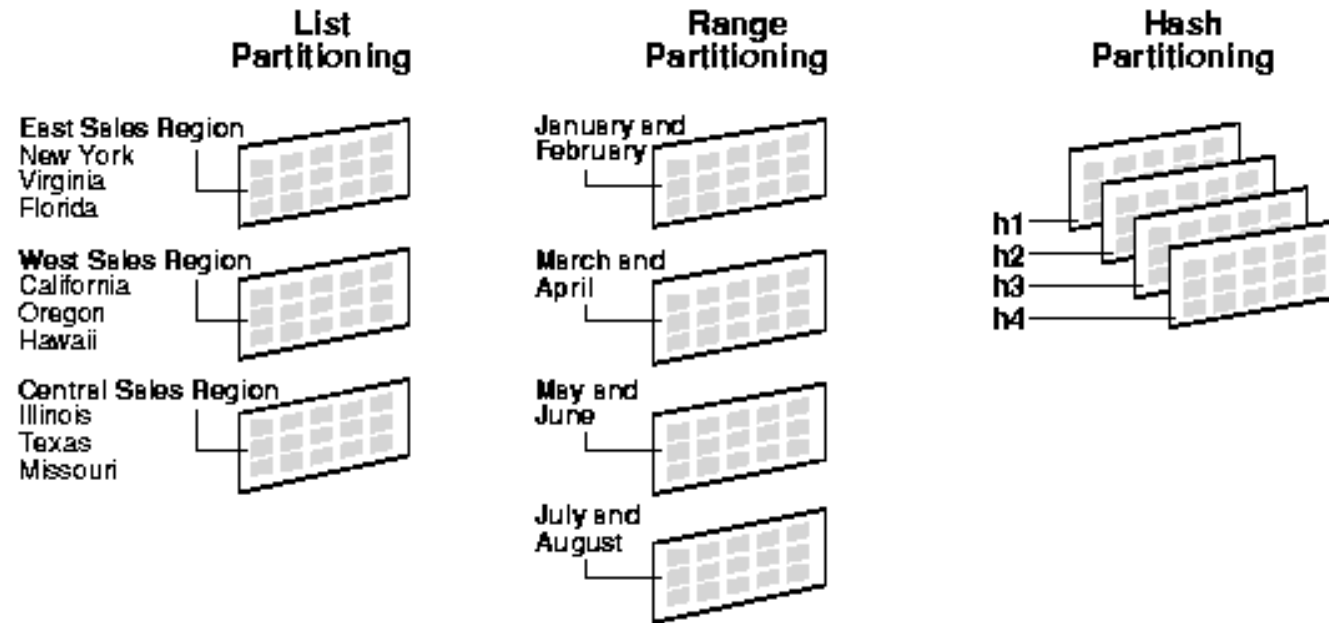 List
Partitioning
East Sales Region
New York
Virginia
Florida
West Sales Region
California
Oregon
Hawaii
Central Sales Region
Illinois
Texas
Missouri
Range
Partitioning
January and
February
March and
April
May and
June
July and
August
Hash
Partitioning
h1
h2
h3
h4